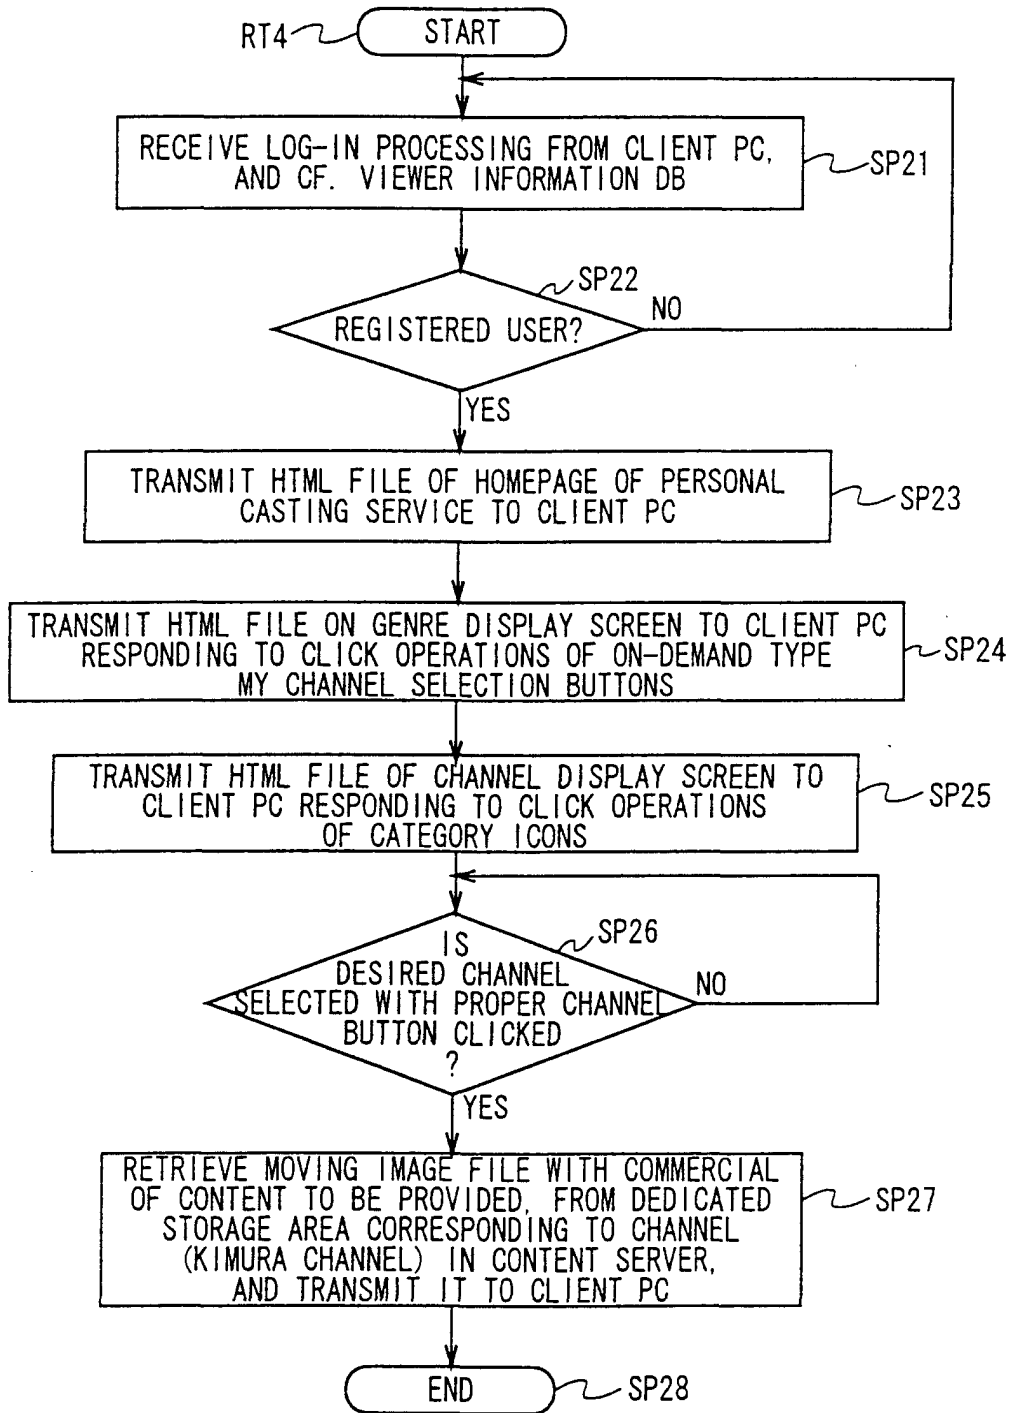 RT4
START
RECEIVE LOG-IN PROCESSING FROM CLIENT PC,
AND CF. VIEWER INFORMATION DB
SP21
SP22
REGISTERED USER?
NO
YES
TRANSMIT HTML FILE OF HOMEPAGE OF PERSONAL
CASTING SERVICE TO CLIENT PC
SP23
TRANSMIT HTML FILE ON GENRE DISPLAY SCREEN TO CLIENT PC
RESPONDING TO CLICK OPERATIONS OF ON-DEMAND TYPE
MY CHANNEL SELECTION BUTTONS
SP24
TRANSMIT HTML FILE OF CHANNEL DISPLAY SCREEN TO
CLIENT PC RESPONDING TO CLICK OPERATIONS
OF CATEGORY ICONS
SP25
SP26
IS
DESIRED CHANNEL
SELECTED WITH PROPER CHANNEL
BUTTON CLICKED
?
NO
YES
RETRIEVE MOVING IMAGE FILE WITH COMMERCIAL
OF CONTENT TO BE PROVIDED, FROM DEDICATED
STORAGE AREA CORRESPONDING TO CHANNEL
(KIMURA CHANNEL) IN CONTENT SERVER,
AND TRANSMIT IT TO CLIENT PC
SP27
END
SP28